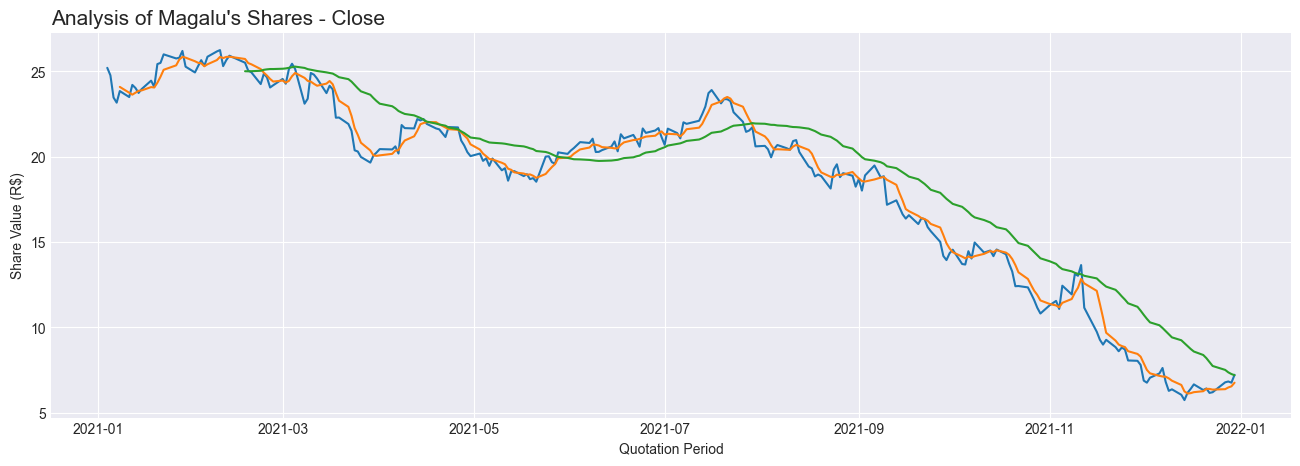 Analysis of Magalu's Shares - Close
Share Value (R$)
25
20
15
10
5
2021-01 2021-03 2021-05 2021-07 2021-09 2021-11 2022-01
Quotation Period